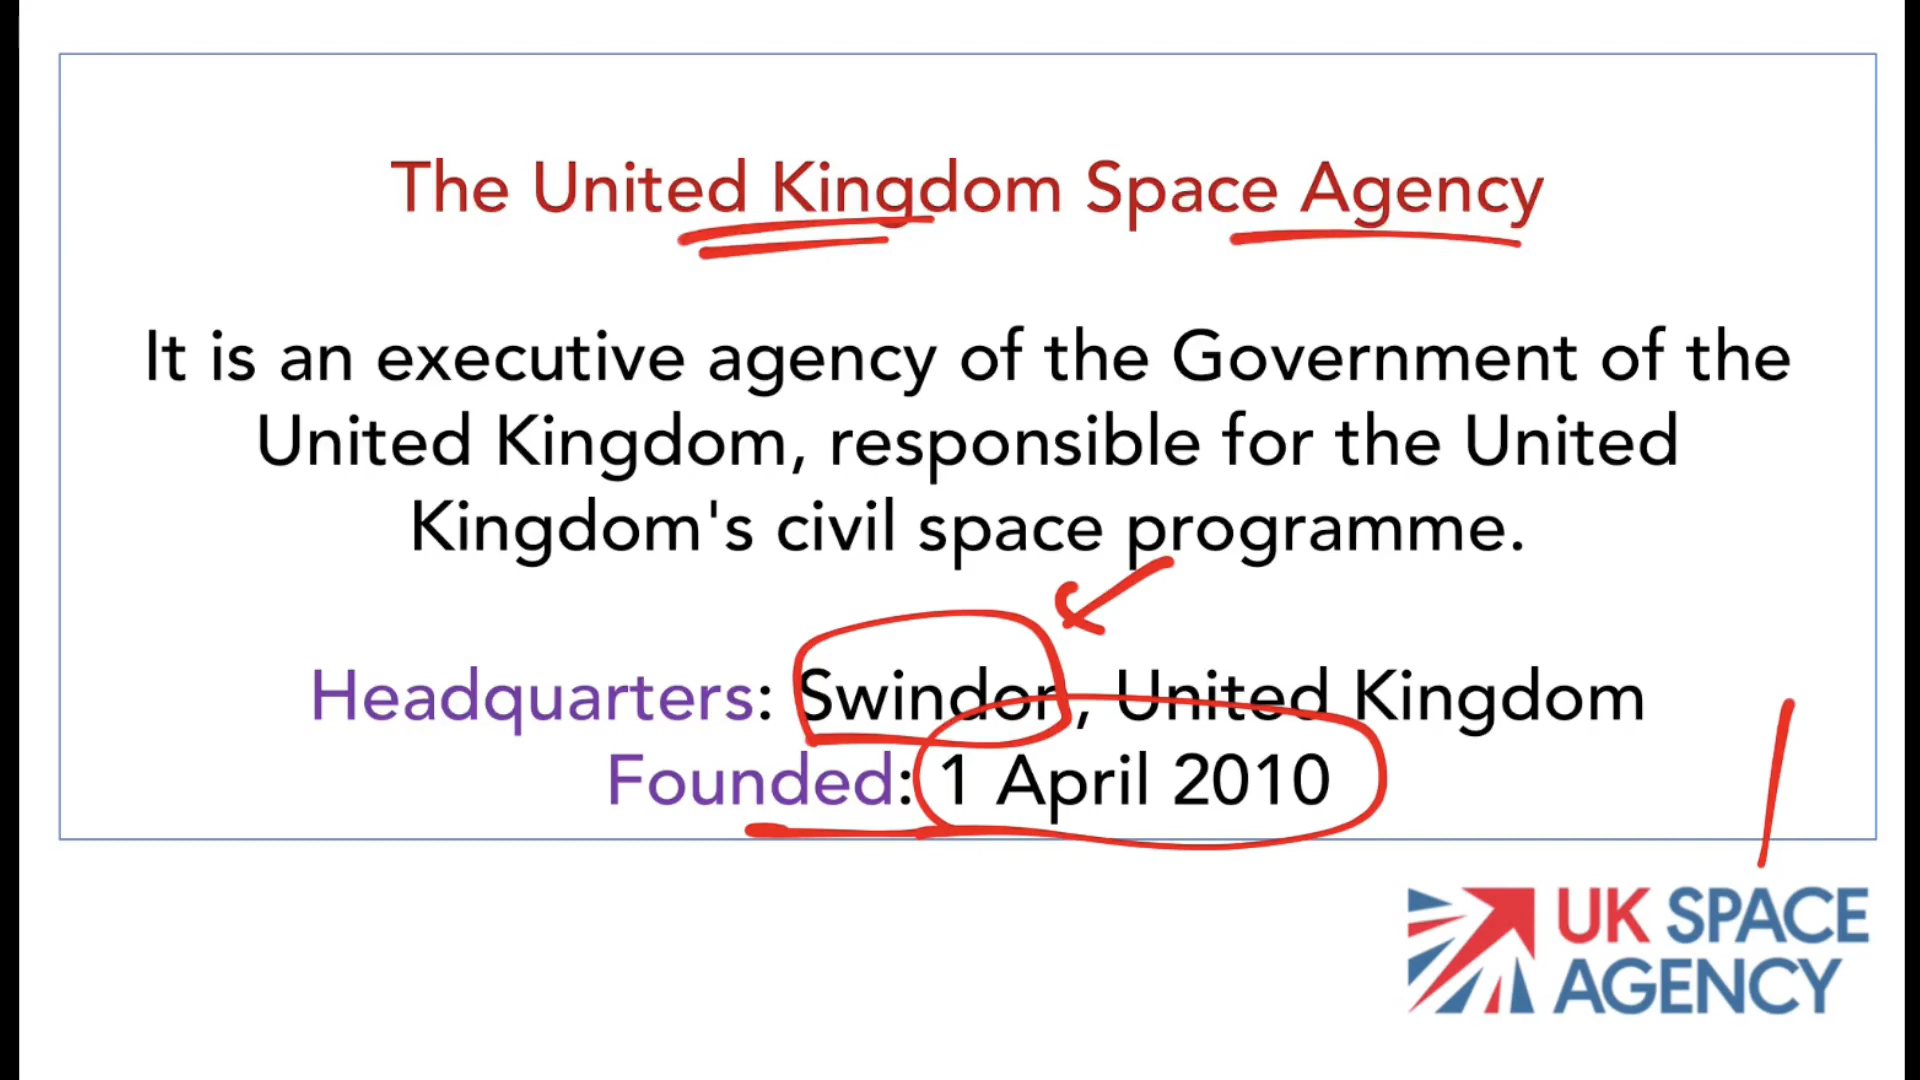 The United Kingdom Space Agency
It is an executive agency of the Government of the
United Kingdom, responsible for the United
Kingdom's civil space programme.
Headquarters: Swindon, United Kingdom
Founded: 1 April 2010
UK SPACE
AGENCY